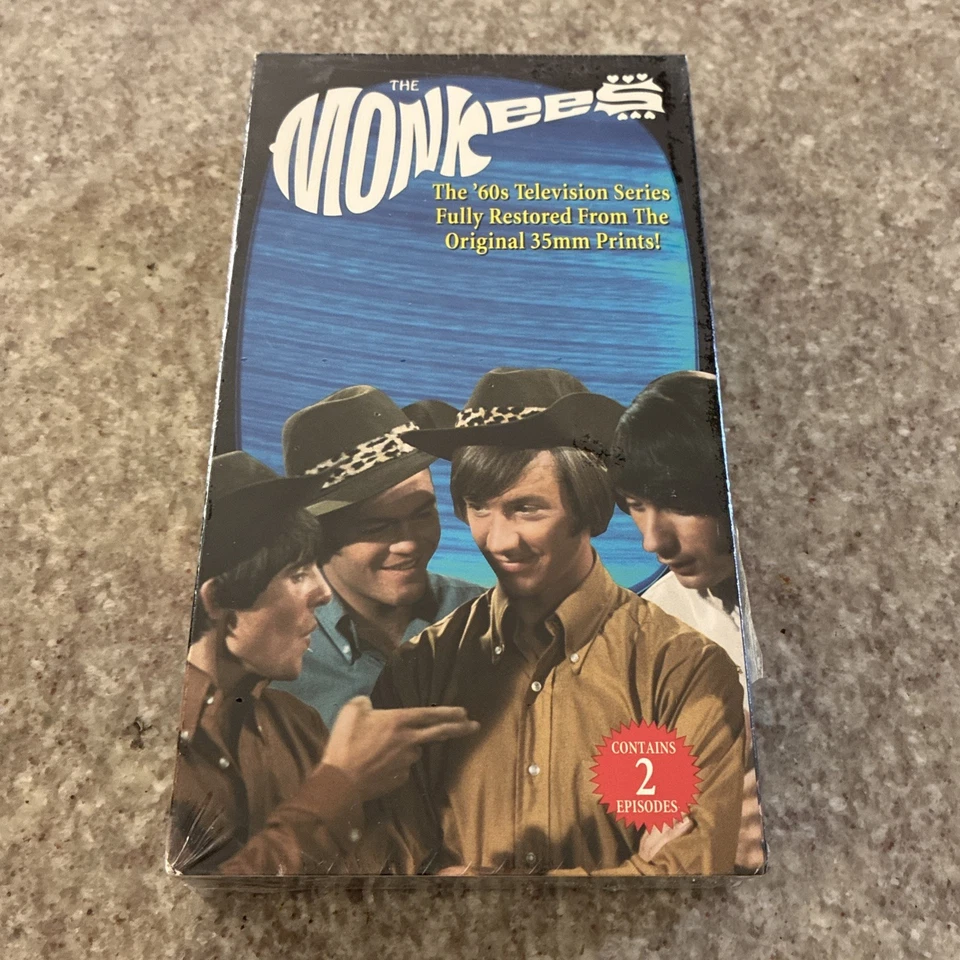 THE
MONKEES
The '60s Television Series
Fully Restored From The
Original 35mm Prints!
CONTAINS
2
EPISODES